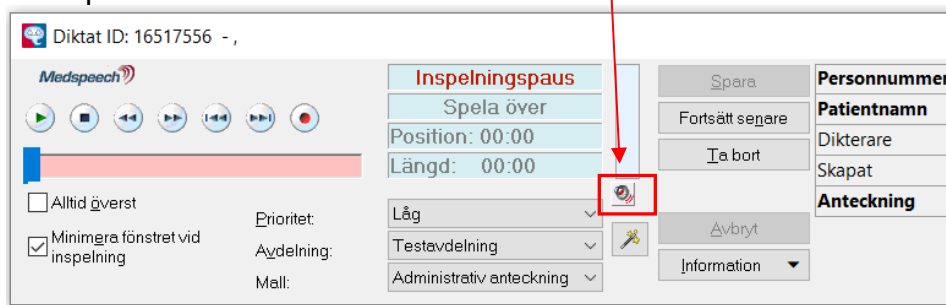 Diktat ID: 16517556 - ,
Medspeech
Inspelningspaus
Spela över
Position: 00:00
Längd: 00:00
Spara
Fortsätt senare
Ta bort
Avbryt
Information
Personnummer
Patientnamn
Dikterare
Skapat
Anteckning
Alltid överst
Minimera fönstret vid
inspelning
Prioritet: Låg
Avdelning: Testavdelning
Mall: Administrativ anteckning